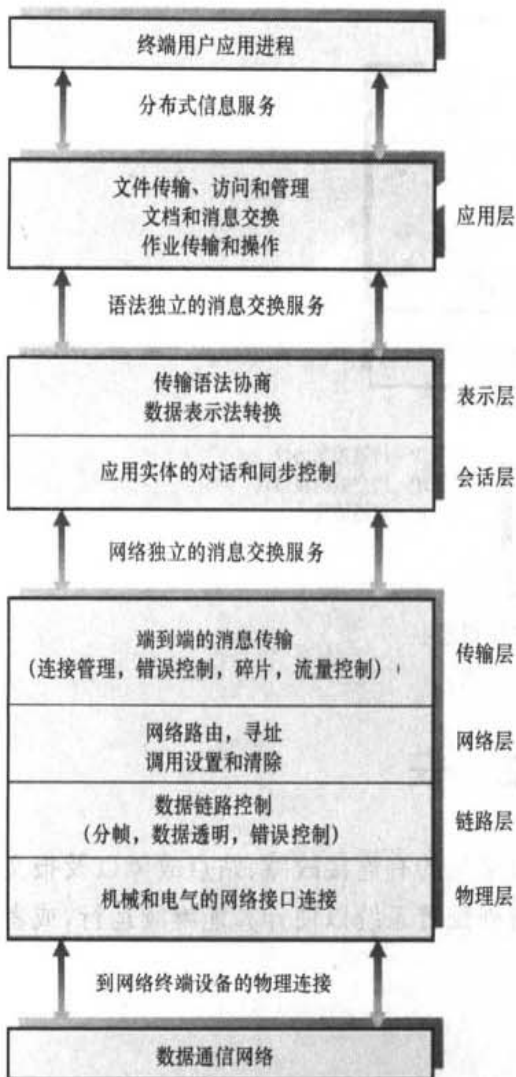 终端用户应用进程
分布式信息服务
文件传输、访问和管理
文档和消息交换
作业传输和操作
应用层
语法独立的消息交换服务
传输语法协商
数据表示法转换
表示层
应用实体的对话和同步控制
会话层
网络独立的消息交换服务
端到端的消息传输
(连接管理,错误控制,碎片,流量控制)
传输层
网络路由,寻址
调用设置和清除
网络层
数据链路控制
(分帧,数据透明,错误控制)
链路层
机械和电气的网络接口连接
物理层
到网络终端设备的物理连接
数据通信网络